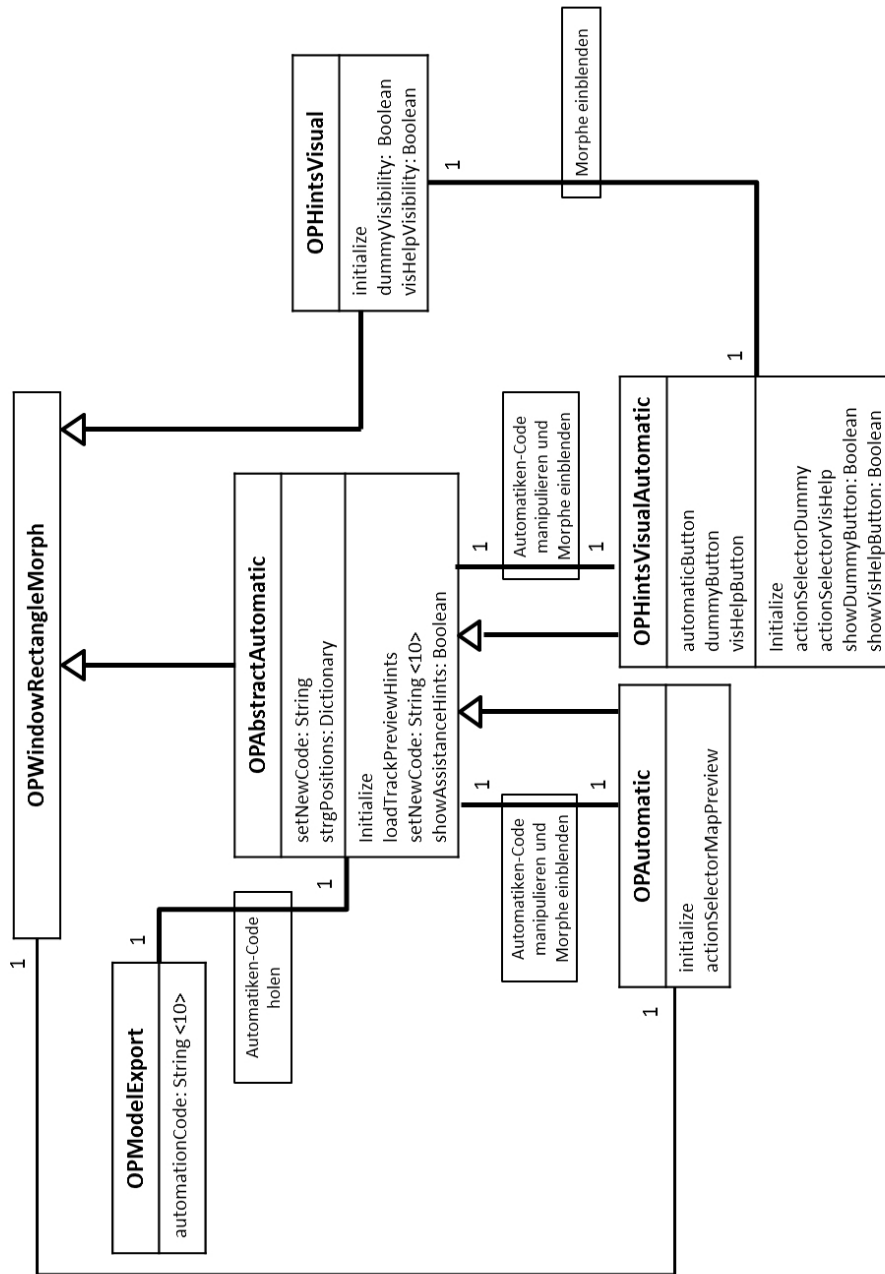 OPWindowRectangleMorph
1
OPModelExport
automationCode: String <10>
1
Automatiken-Code
holen
1
OPAbstractAutomatic
setNewCode: String
strgPositions: Dictionary
Initialize
loadTrackPreviewHints
setNewCode: String <10>
showAssistanceHints: Boolean
OPHintsVisual
initialize
dummyVisibility: Boolean
visHelpVisibility: Boolean
1
1
Automatiken-Code
manipulieren und
Morphe einblenden
1
1
Automatiken-Code
manipulieren und
Morphe einblenden
1
Morphe einblenden
1
1
OPAutomatic
initialize
actionSelectorMapPreview
OPHintsVisualAutomatic
automaticButton
dummyButton
visHelpButton
Initialize
actionSelectorDummy
actionSelectorVisHelp
showDummyButton: Boolean
showVisHelpButton: Boolean